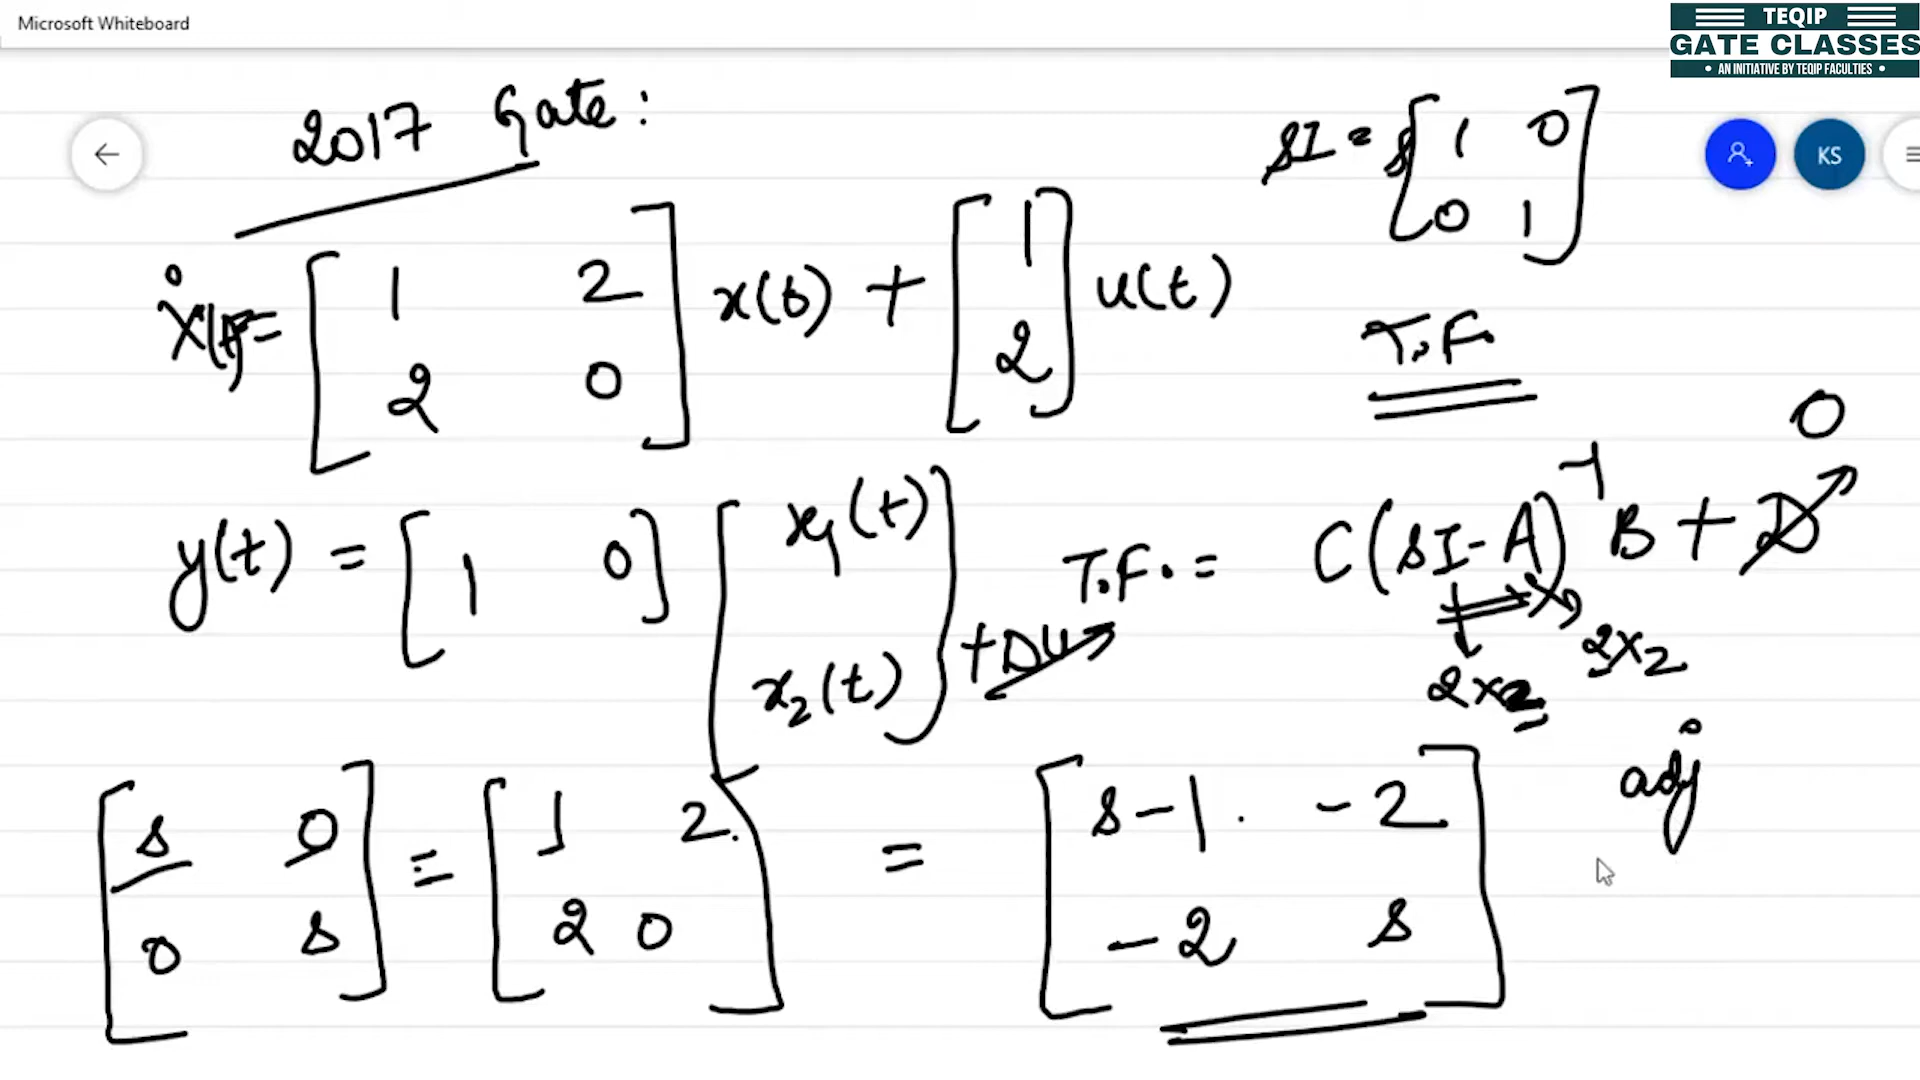 Microsoft Whiteboard
TEQIP
GATE CLASSES
• AN INITIATIVE BY TEQIP FACULTIES •
KS
2017 Gate:
sI = s[1 0
0 1]
ẋ(t) = [1 2
2 0] x(t) + [1
2] u(t)
T.F.
y(t) = [1 0] [x₁(t)
x₂(t)] + DU
T.F. = C(sI-A)⁻¹ B + D 0
2x2 2x2
adj
[s 0
0 s] = [1 2
2 0] = [s-1 -2
-2 s]